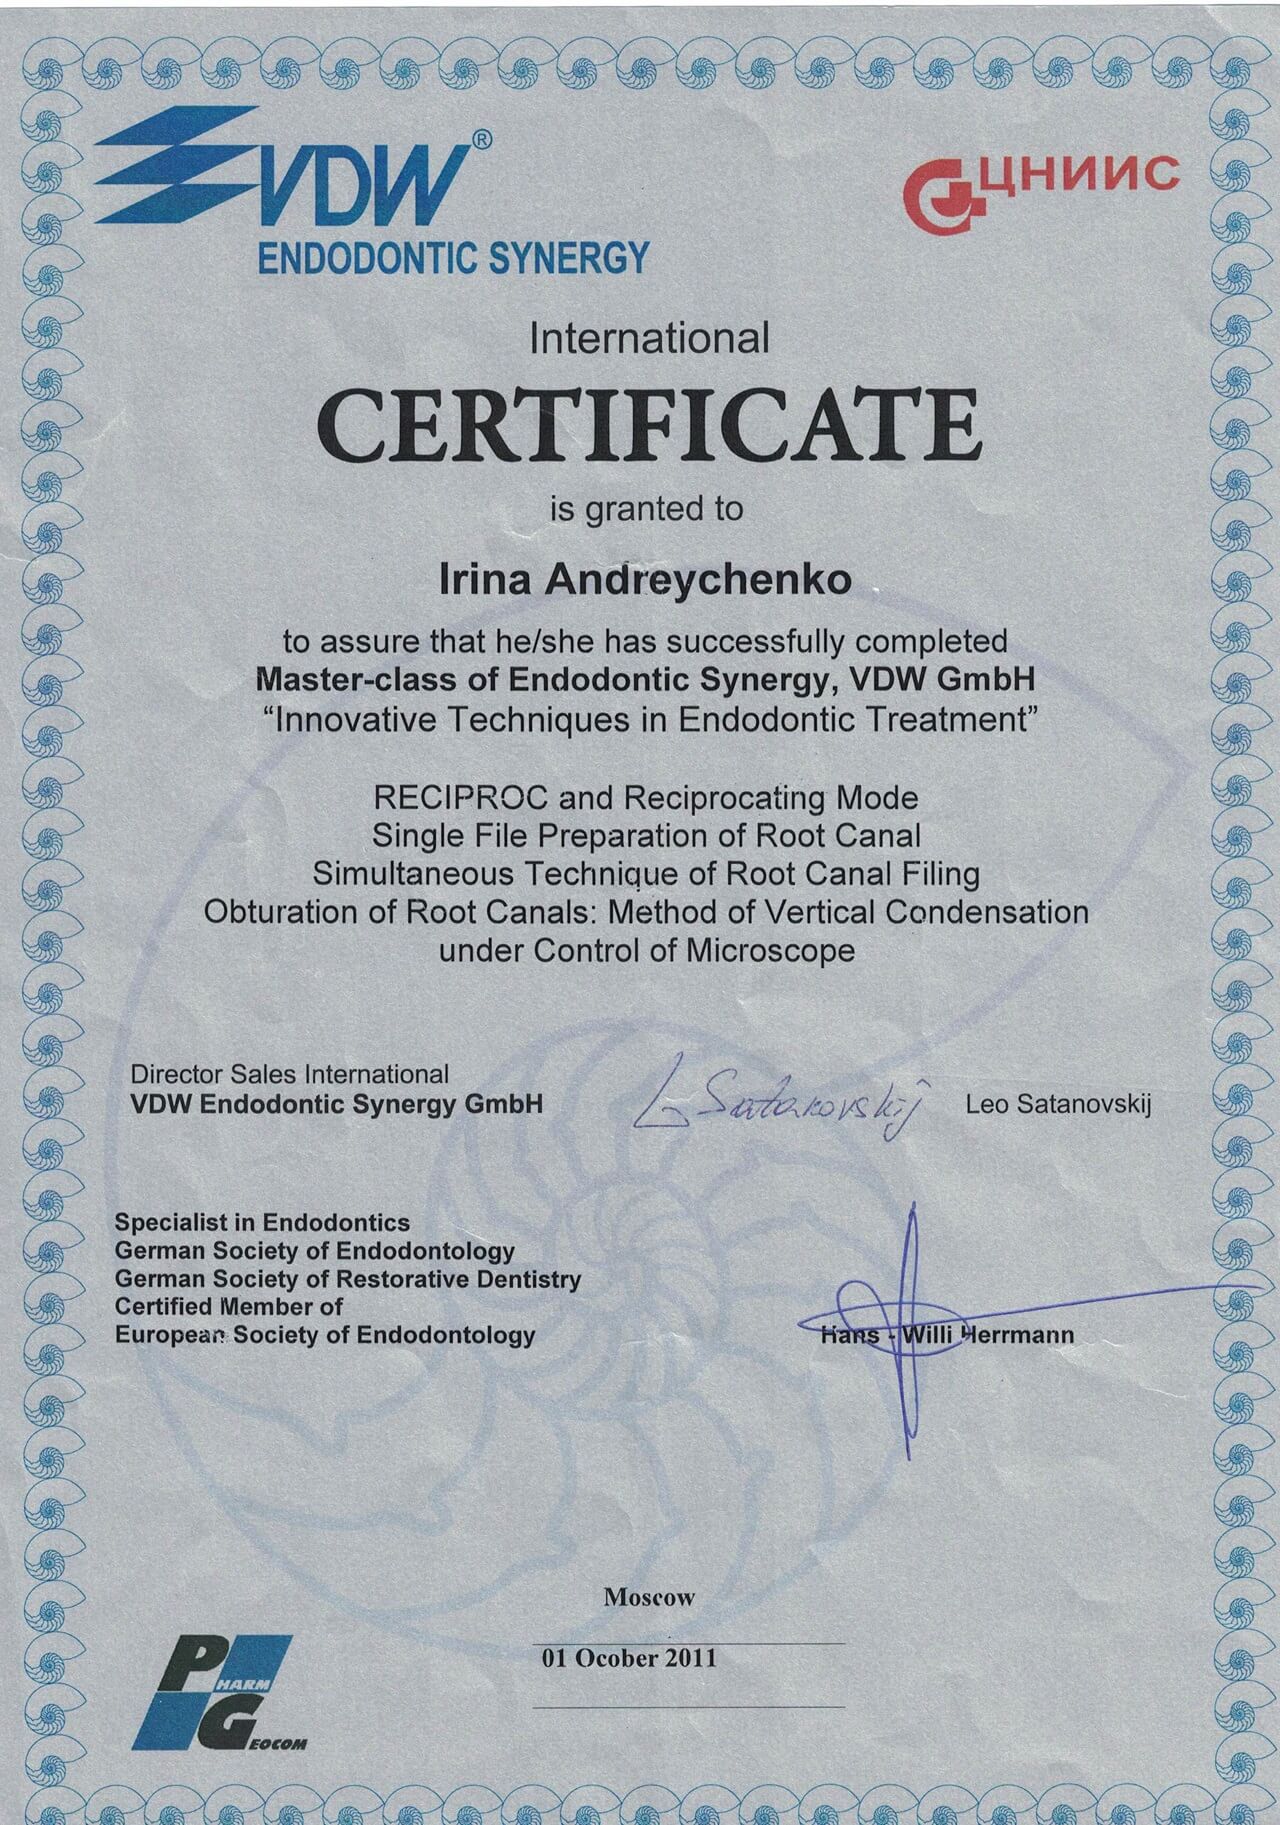 VDW®
ENDODONTIC SYNERGY
ЦНИИС
International
CERTIFICATE
is granted to
Irina Andreychenko
to assure that he/she has successfully completed
Master-class of Endodontic Synergy, VDW GmbH
“Innovative Techniques in Endodontic Treatment”
RECIPROC and Reciprocating Mode
Single File Preparation of Root Canal
Simultaneous Technique of Root Canal Filing
Obturation of Root Canals: Method of Vertical Condensation
under Control of Microscope
Director Sales International
VDW Endodontic Synergy GmbH
L Satanovskij
Leo Satanovskij
Specialist in Endodontics
German Society of Endodontology
German Society of Restorative Dentistry
Certified Member of
European Society of Endodontology
Hans - Willi Herrmann
Moscow
01 Ocober 2011
PHARM
GEOCOM